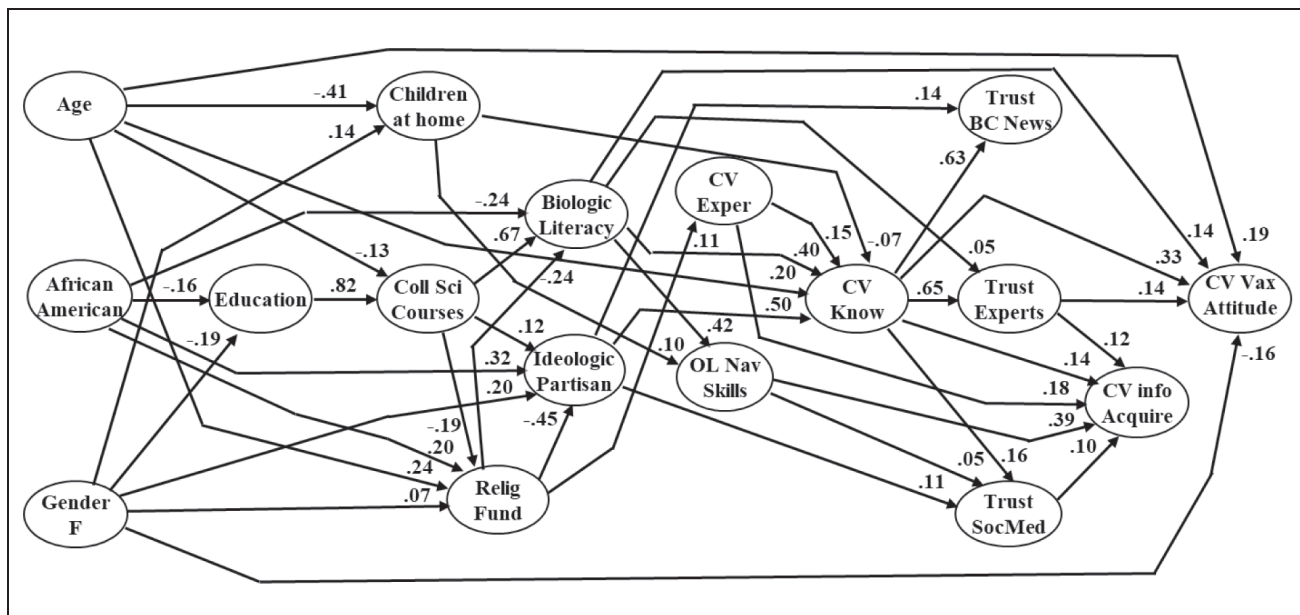 Age
-.41
Children
at home
.14
.14
Trust
BC News
.63
CV
Exper
-.24
Biologic
Literacy
.67
.11
.40
.15
-.07
.05
.14
.33
.19
-.13
African
American
-.16
Education
.82
Coll Sci
Courses
-.24
.20
CV
Know
.65
Trust
Experts
.14
CV Vax
Attitude
-.19
.12
.50
.42
.10
.32
Ideologic
Partisan
OL Nav
Skills
.12
.14
-.16
.20
-.45
.18
CV info
Acquire
.39
-.19
.20
.24
.10
.05
.16
.11
Gender
F
.07
Relig
Fund
Trust
SocMed